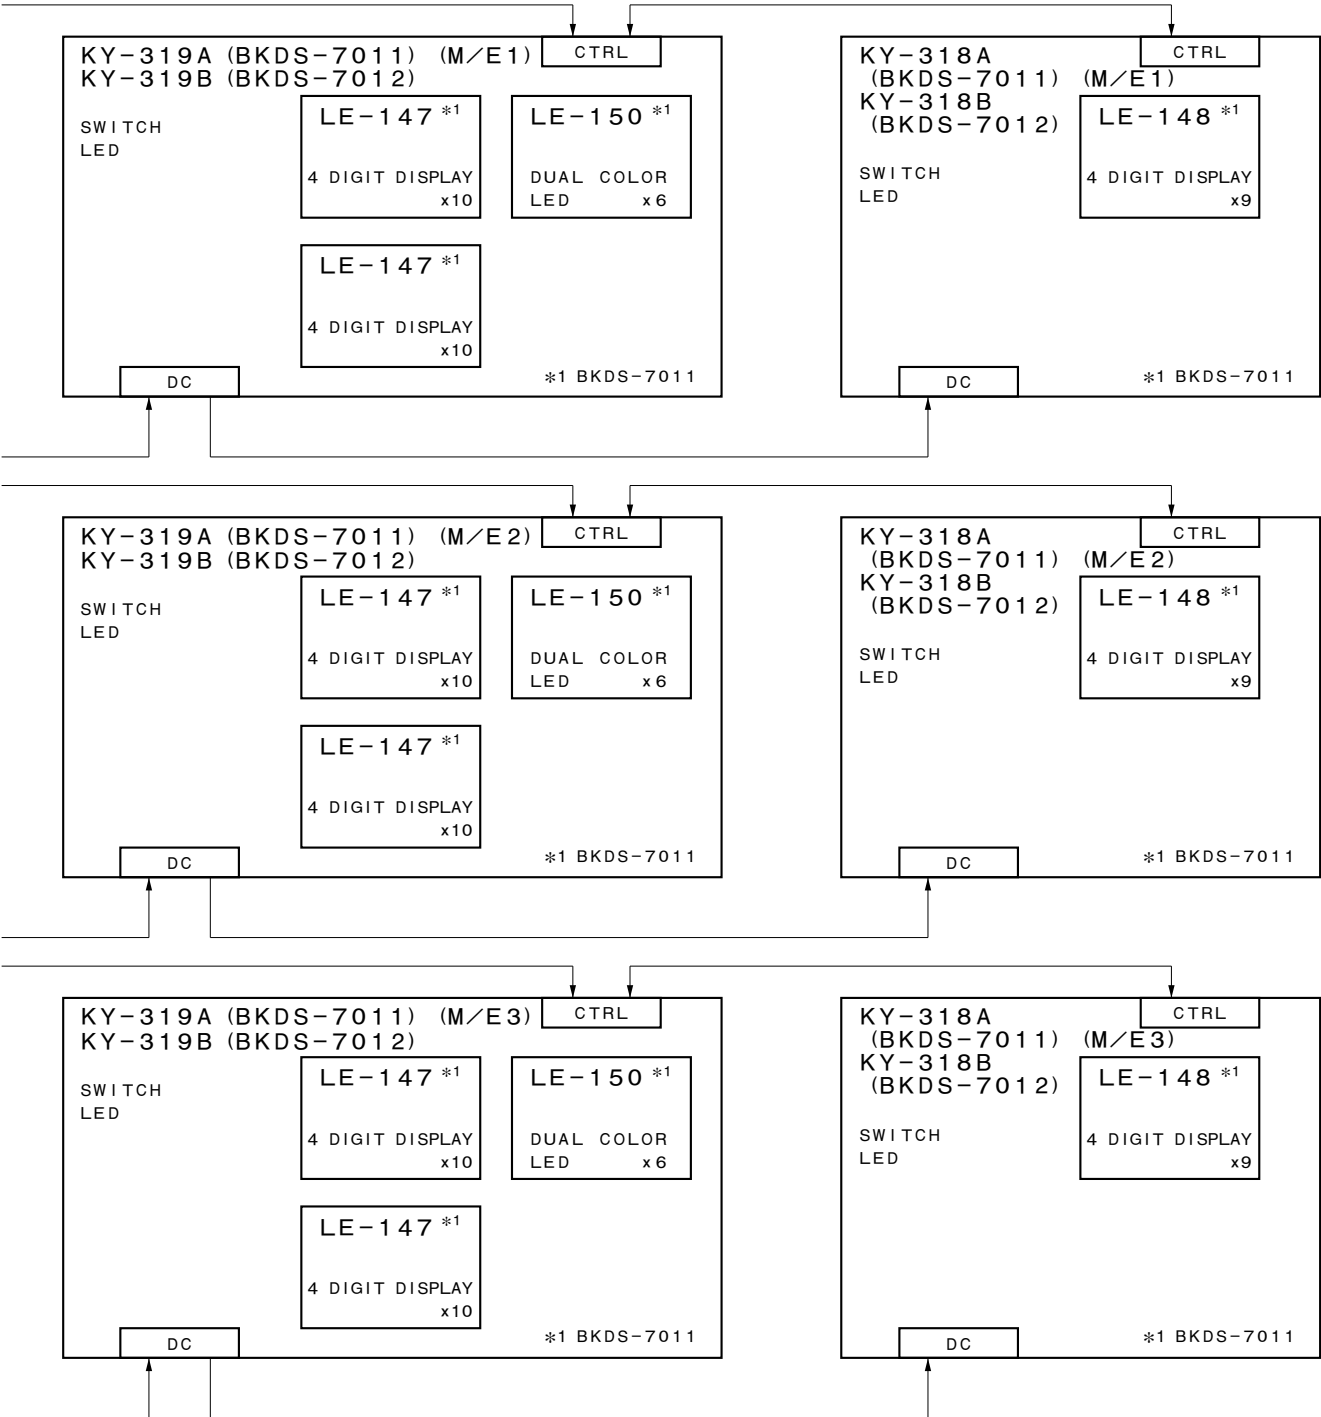 KY-319A (BKDS-7011) (M/E1)
KY-319B (BKDS-7012)
CTRL
SWITCH
LED
LE-147 *1
4 DIGIT DISPLAY
x10
LE-150 *1
DUAL COLOR
LED x6
LE-147 *1
4 DIGIT DISPLAY
x10
DC
*1 BKDS-7011
KY-318A
(BKDS-7011) (M/E1)
KY-318B
(BKDS-7012)
CTRL
SWITCH
LED
LE-148 *1
4 DIGIT DISPLAY
x9
DC
*1 BKDS-7011
KY-319A (BKDS-7011) (M/E2)
KY-319B (BKDS-7012)
CTRL
SWITCH
LED
LE-147 *1
4 DIGIT DISPLAY
x10
LE-150 *1
DUAL COLOR
LED x6
LE-147 *1
4 DIGIT DISPLAY
x10
DC
*1 BKDS-7011
KY-318A
(BKDS-7011) (M/E2)
KY-318B
(BKDS-7012)
CTRL
SWITCH
LED
LE-148 *1
4 DIGIT DISPLAY
x9
DC
*1 BKDS-7011
KY-319A (BKDS-7011) (M/E3)
KY-319B (BKDS-7012)
CTRL
SWITCH
LED
LE-147 *1
4 DIGIT DISPLAY
x10
LE-150 *1
DUAL COLOR
LED x6
LE-147 *1
4 DIGIT DISPLAY
x10
DC
*1 BKDS-7011
KY-318A
(BKDS-7011) (M/E3)
KY-318B
(BKDS-7012)
CTRL
SWITCH
LED
LE-148 *1
4 DIGIT DISPLAY
x9
DC
*1 BKDS-7011